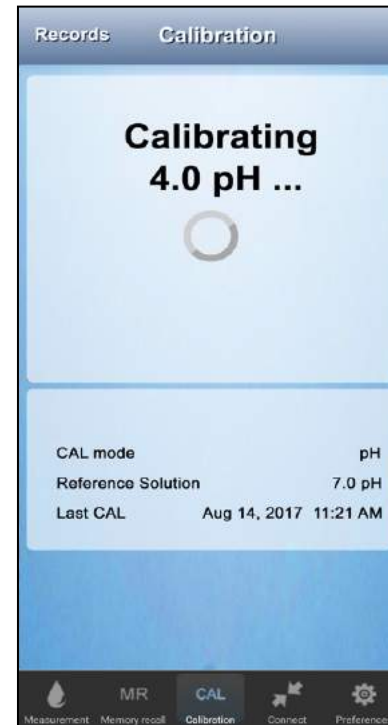 Records Calibration
Calibrating
4.0 pH ...
CAL mode pH
Reference Solution 7.0 pH
Last CAL Aug 14, 2017 11:21 AM
MR CAL
Measurement Memory recall Calibration Connect Preference